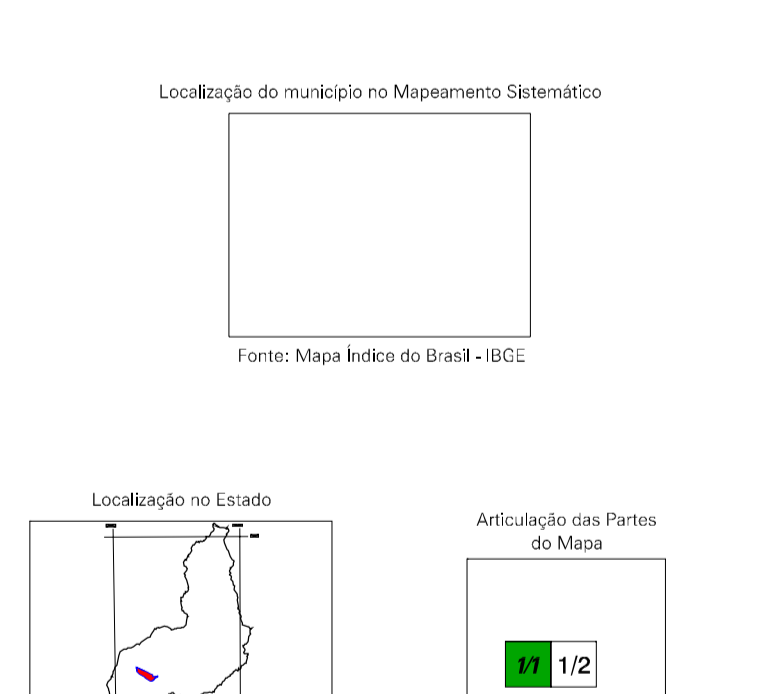 Localização do município no Mapeamento Sistemático
Fonte: Mapa Índice do Brasil - IBGE
Localização no Estado
Articulação das Partes
do Mapa
1/1 1/2